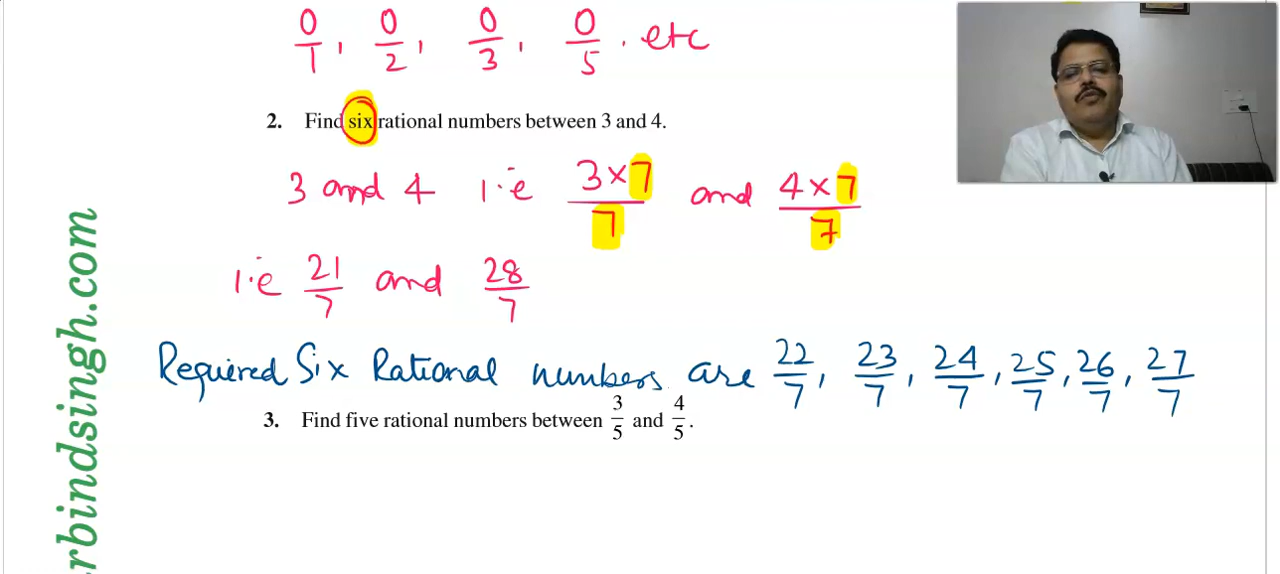 0/1, 0/2, 0/3, 0/5. etc
2. Find six rational numbers between 3 and 4.
3 and 4 i.e 3×7/7 and 4×7/7
i.e 21/7 and 28/7
Required Six Rational numbers are 22/7, 23/7, 24/7, 25/7, 26/7, 27/7
3. Find five rational numbers between 3/5 and 4/5.
rbindsingh.com